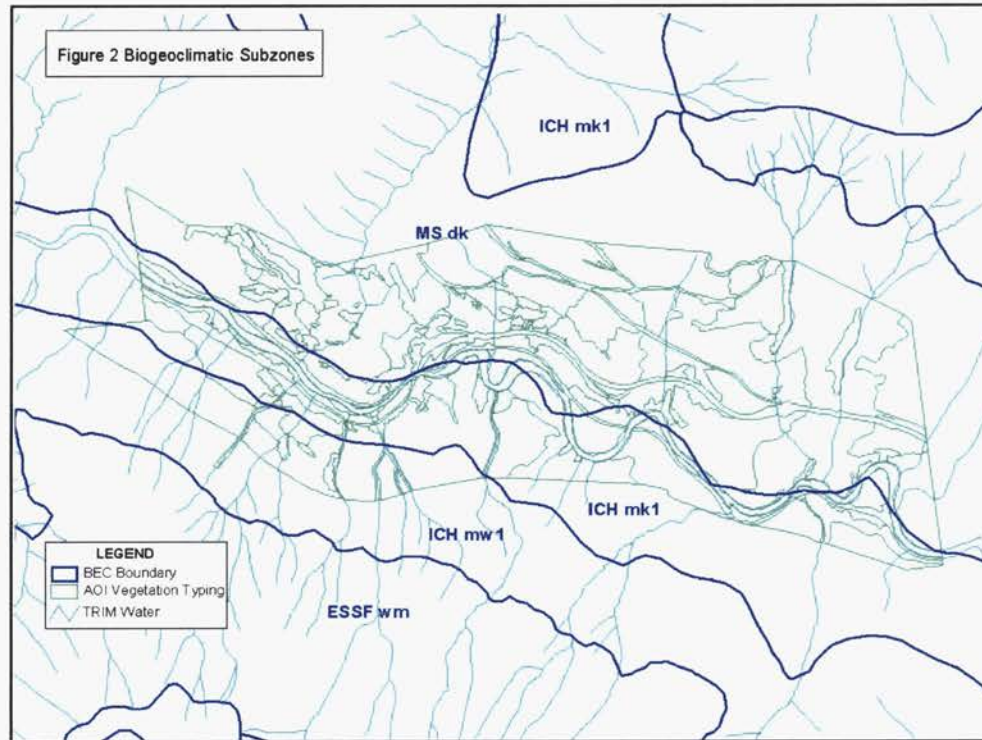 Figure 2 Biogeoclimatic Subzones
ICH mk1
MS dk
ICH mk1
ICH mw1
ESSF wm
LEGEND
BEC Boundary
AOI Vegetation Typing
TRIM Water